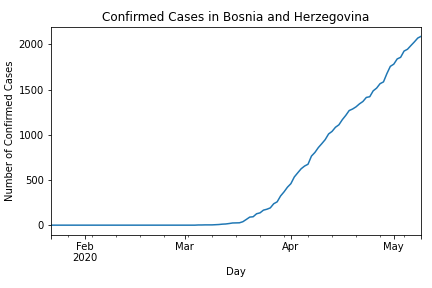 Confirmed Cases in Bosnia and Herzegovina
Number of Confirmed Cases
2000
1500
1000
500
0
Feb
2020
Mar
Apr
May
Day